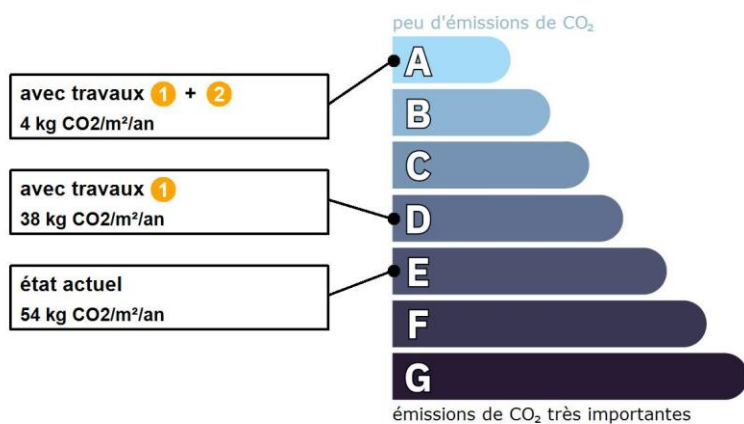 peu d'émissions de CO₂
A
avec travaux 1 + 2
4 kg CO2/m²/an
B
C
avec travaux 1
38 kg CO2/m²/an
D
E
état actuel
54 kg CO2/m²/an
F
G
émissions de CO₂ très importantes